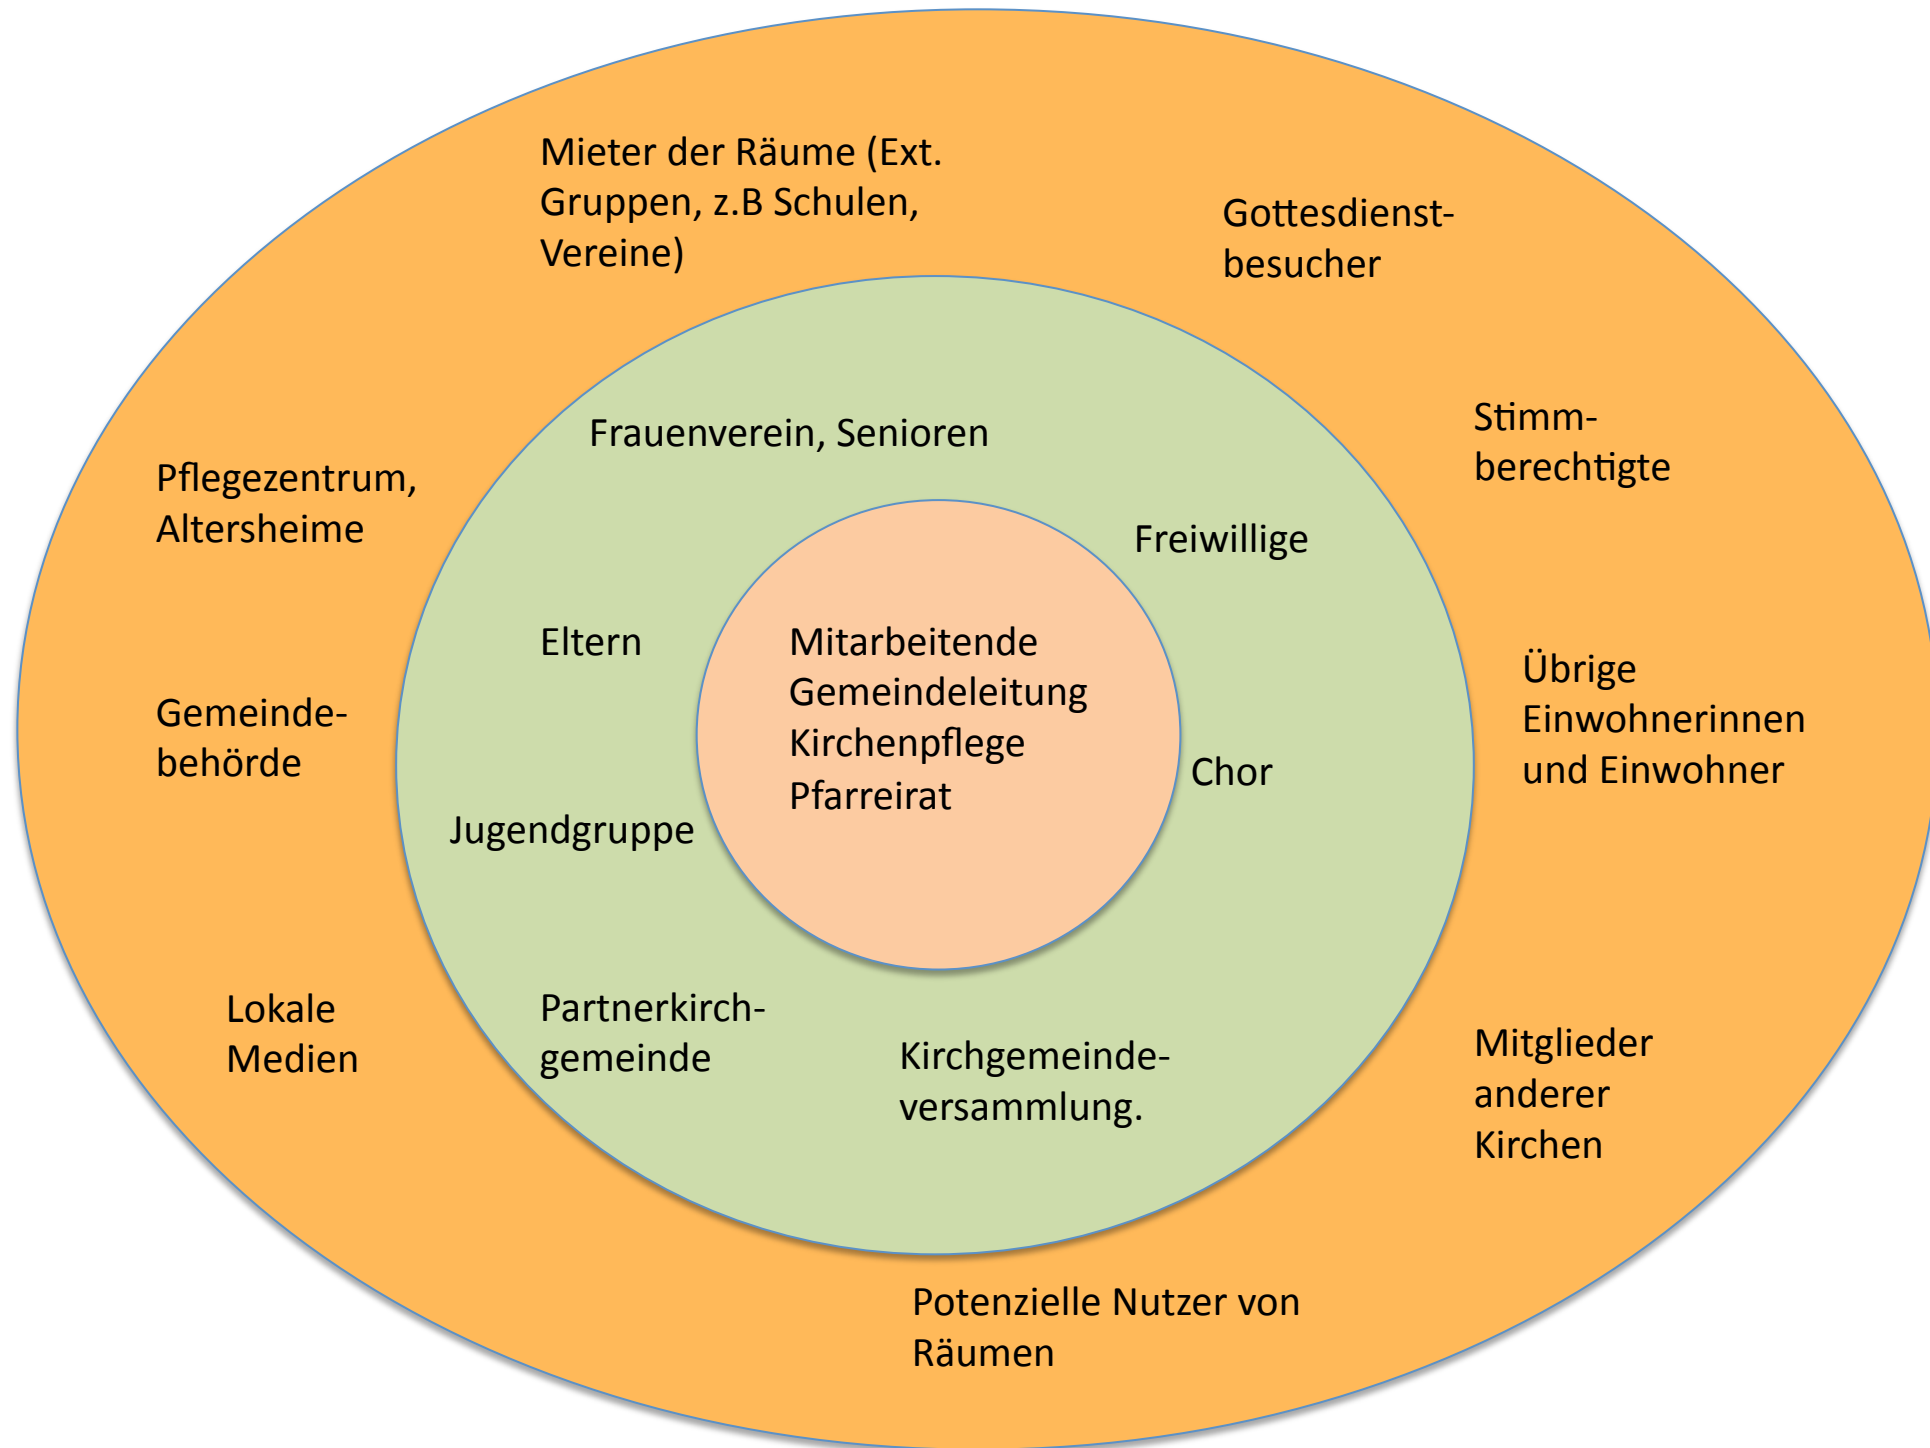 Mieter der Räume (Ext.
Gruppen, z.B Schulen,
Vereine)
Gottesdienst-
besucher
Stimm-
berechtigte
Frauenverein, Senioren
Pflegezentrum,
Altersheime
Freiwillige
Eltern
Mitarbeitende
Gemeindeleitung
Kirchenpflege
Pfarreirat
Übrige
Einwohnerinnen
und Einwohner
Gemeinde-
behörde
Chor
Jugendgruppe
Lokale
Medien
Partnerkirch-
gemeinde
Kirchgemeinde-
versammlung.
Mitglieder
anderer
Kirchen
Potenzielle Nutzer von
Räumen